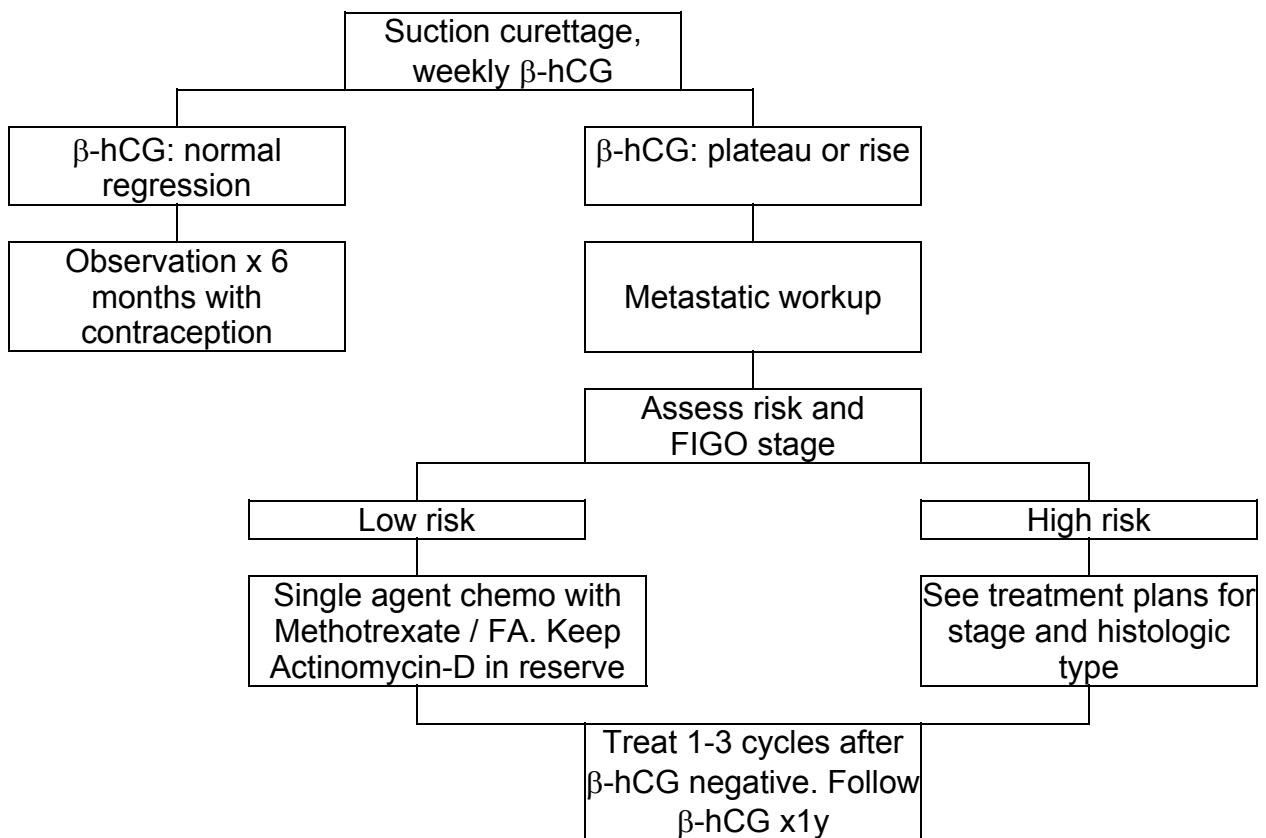 Suction curettage,
weekly β-hCG
β-hCG: normal
regression
β-hCG: plateau or rise
Observation x 6
months with
contraception
Metastatic workup
Assess risk and
FIGO stage
Low risk
High risk
Single agent chemo with
Methotrexate / FA. Keep
Actinomycin-D in reserve
See treatment plans for
stage and histologic
type
Treat 1-3 cycles after
β-hCG negative. Follow
β-hCG x1y